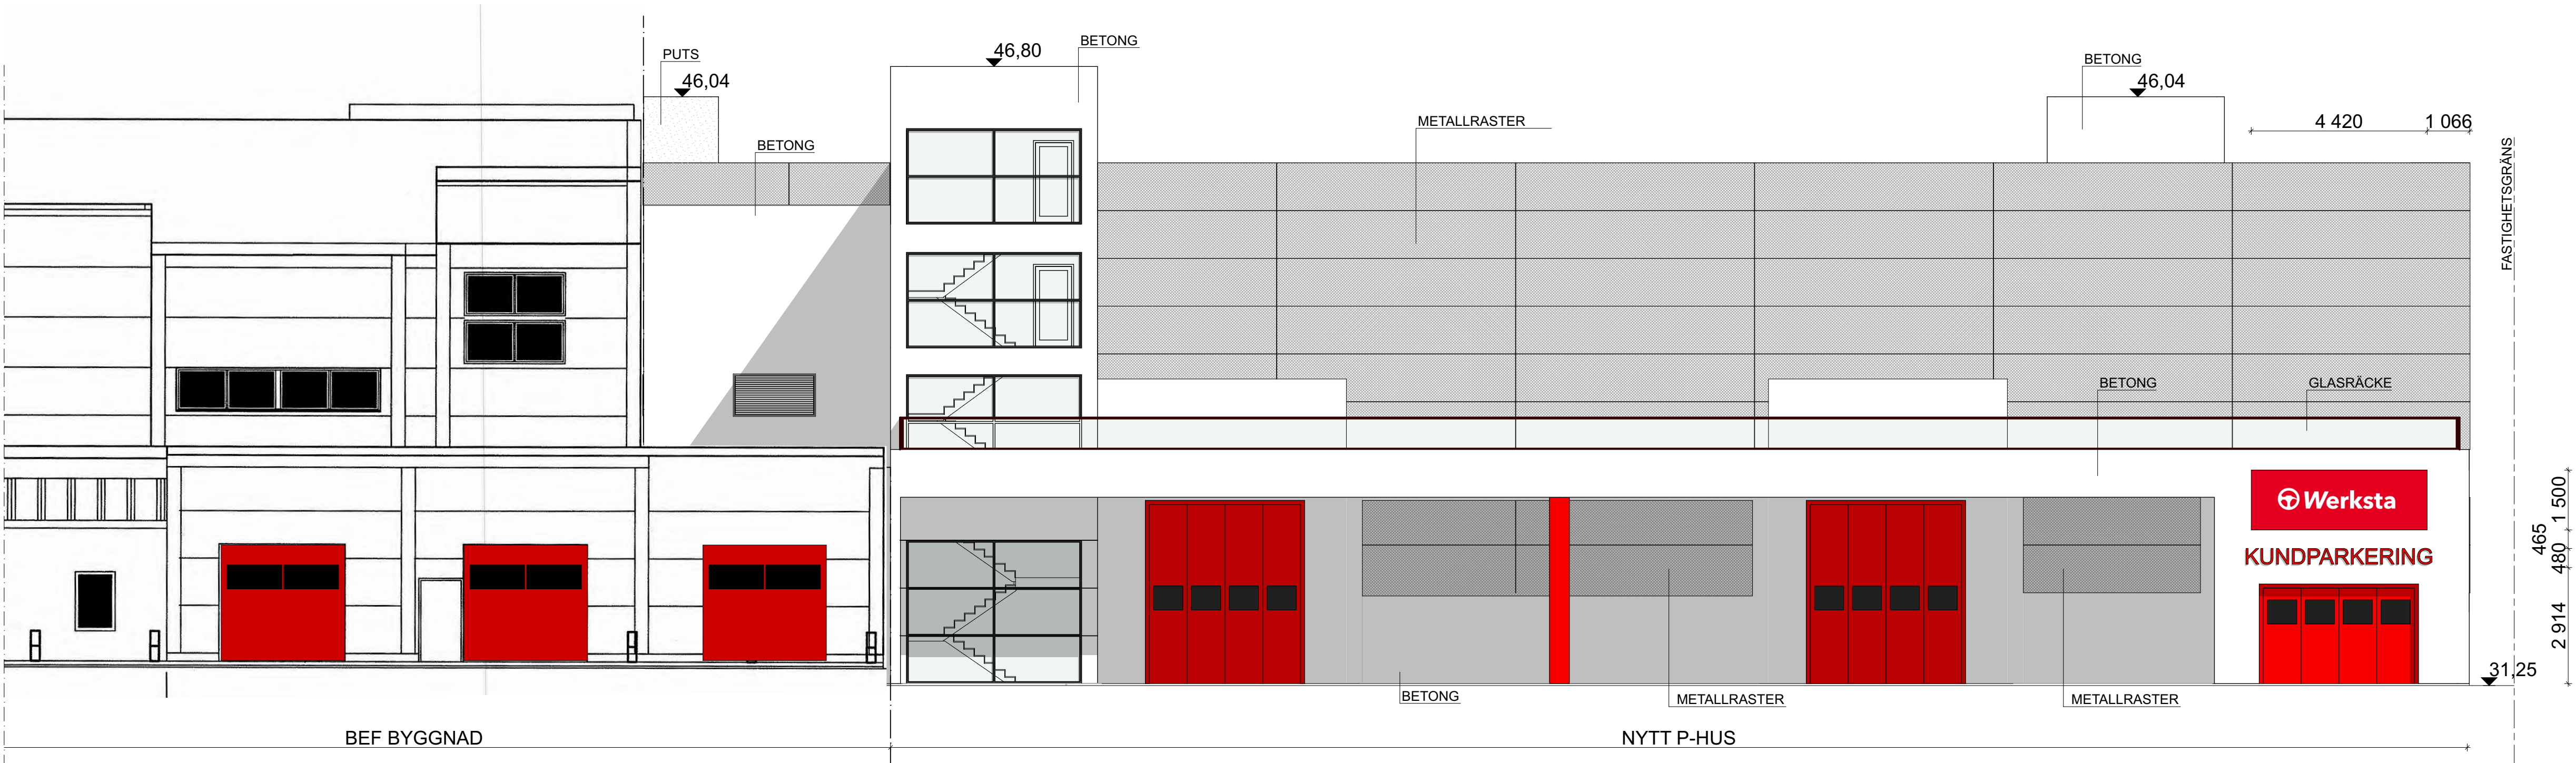 PUTS
46,04
BETONG
46,80
BETONG
METALLRASTER
BETONG
46,04
4 420
1 066
FASTIGHETSGRÄNS
BETONG
GLASRÄCKE
Werksta
KUNDPARKERING
1 500
465
480
2 914
31,25
BETONG
METALLRASTER
METALLRASTER
BEF BYGGNAD
NYTT P-HUS